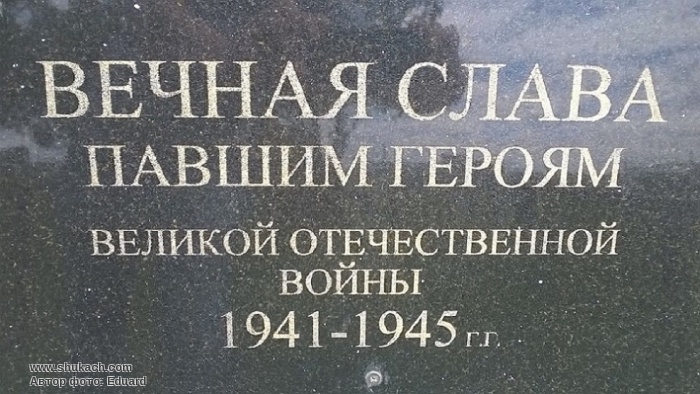 ВЕЧНАЯ СЛАВА
ПАВШИМ ГЕРОЯМ
ВЕЛИКОЙ ОТЕЧЕСТВЕННОЙ
ВОЙНЫ
1941-1945 г.г.
www.shukach.com
Автор фото: Eduard